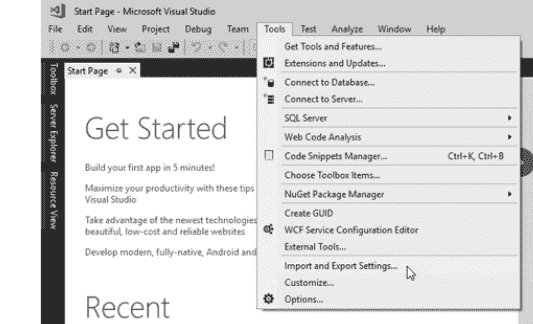 Start Page - Microsoft Visual Studio
File Edit View Project Debug Team Tools Test Analyze Window Help
Start Page
Toolbox
Server Explorer
Resource View
Get Started
Build your first app in 5 minutes!
Maximize your productivity with these tips
Visual Studio
Take advantage of the newest technologies
beautiful, low-cost and reliable websites
Develop modern, fully-native, Android and
Recent
Get Tools and Features...
Extensions and Updates...
Connect to Database...
Connect to Server...
SQL Server
Web Code Analysis
Code Snippets Manager... Ctrl+K, Ctrl+B
Choose Toolbox Items...
NuGet Package Manager
Create GUID
WCF Service Configuration Editor
External Tools...
Import and Export Settings...
Customize...
Options...